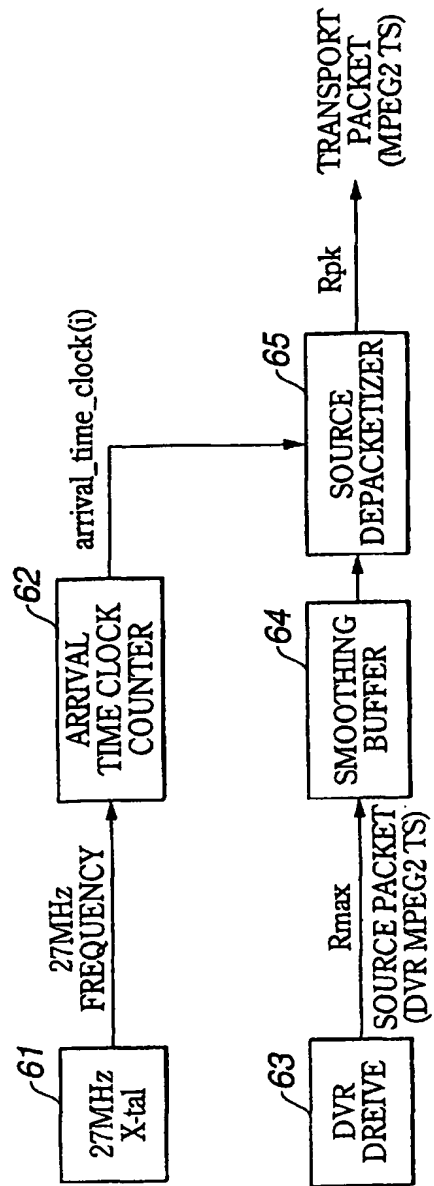 61
27MHz
X-tal
27MHz
FREQUENCY
62
ARRIVAL
TIME CLOCK
COUNTER
arrival_time_clock(i)
63
DVR
DREIVE
Rmax
SOURCE PACKET
(DVR MPEG2 TS)
64
SMOOTHING
BUFFER
65
SOURCE
DEPACKETIZER
Rpk
TRANSPORT
PACKET
(MPEG2 TS)